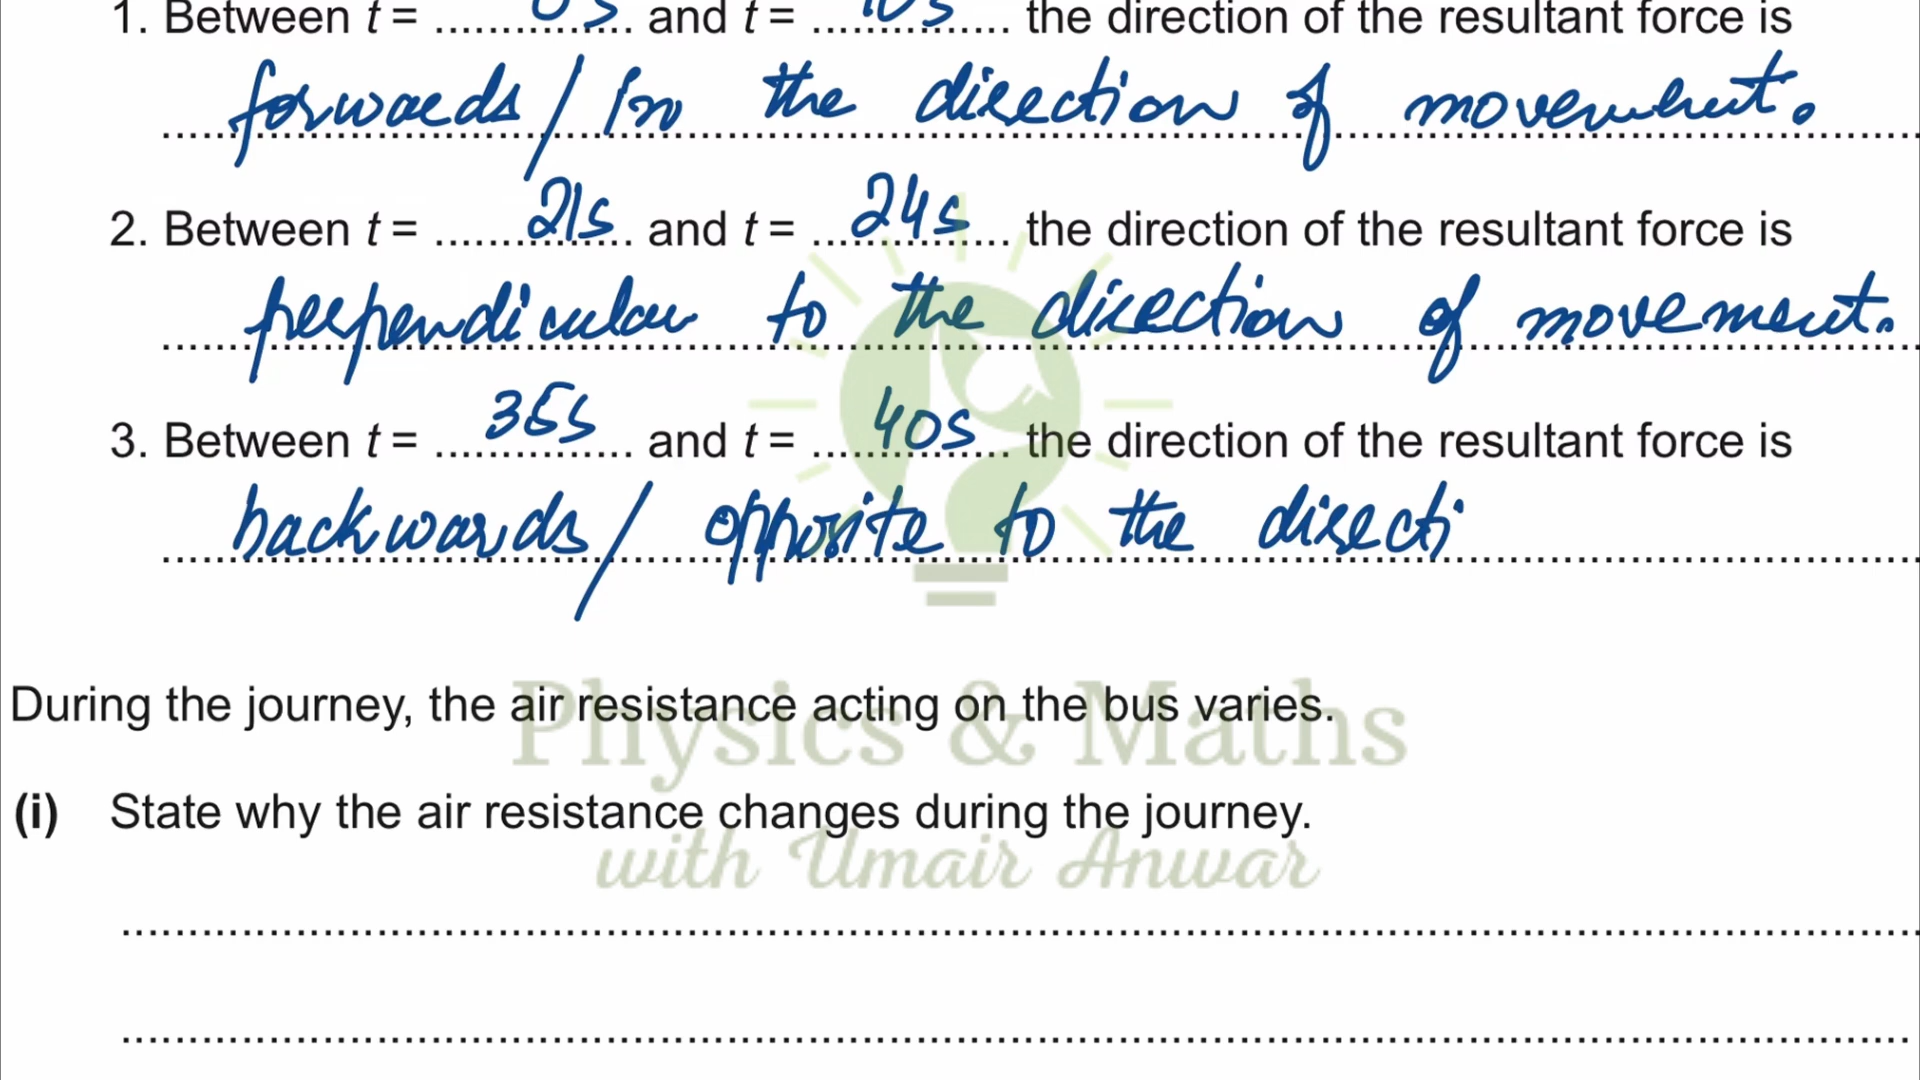 1. Between t = 0s and t = 10s the direction of the resultant force is
forwards / in the direction of movement.
2. Between t = 21s and t = 24s the direction of the resultant force is
perpendicular to the direction of movement.
3. Between t = 35s and t = 40s the direction of the resultant force is
backwards / opposite to the directi
During the journey, the air resistance acting on the bus varies.
Physics & Maths
(i) State why the air resistance changes during the journey.
with Umair Anwar